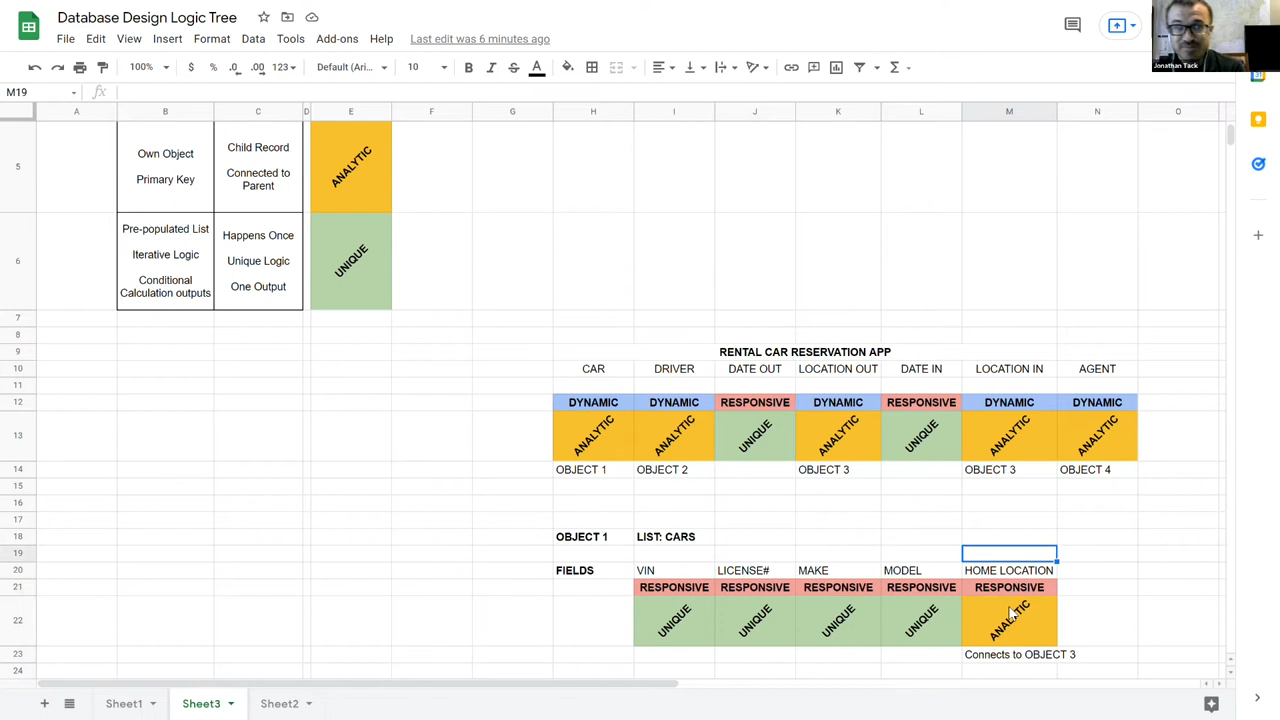 Database Design Logic Tree
File Edit View Insert Format Data Tools Add-ons Help Last edit was 6 minutes ago
100% $ % .0 .00 123 Default (Ari... 10 B I S A
Jonathan Tack
M19 fx
A B C D E F G H I J K L M N O
5
Own Object
Primary Key
Child Record
Connected to
Parent
ANALYTIC
6
Pre-populated List
Iterative Logic
Conditional
Calculation outputs
Happens Once
Unique Logic
One Output
UNIQUE
7
8
9 RENTAL CAR RESERVATION APP
10 CAR DRIVER DATE OUT LOCATION OUT DATE IN LOCATION IN AGENT
11
12 DYNAMIC DYNAMIC RESPONSIVE DYNAMIC RESPONSIVE DYNAMIC DYNAMIC
13 ANALYTIC ANALYTIC UNIQUE ANALYTIC UNIQUE ANALYTIC ANALYTIC
14 OBJECT 1 OBJECT 2 OBJECT 3 OBJECT 3 OBJECT 4
15
16
17
18 OBJECT 1 LIST: CARS
19
20 FIELDS VIN LICENSE# MAKE MODEL HOME LOCATION
21 RESPONSIVE RESPONSIVE RESPONSIVE RESPONSIVE RESPONSIVE
22 UNIQUE UNIQUE UNIQUE UNIQUE ANALYTIC
23 Connects to OBJECT 3
24
Sheet1 Sheet3 Sheet2